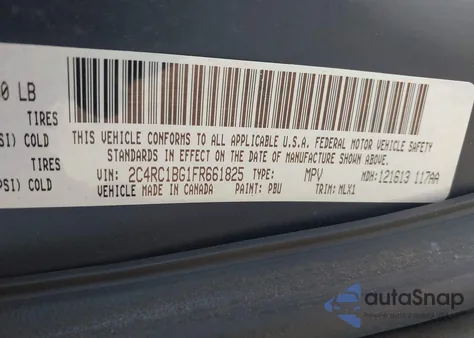 0 LB
TIRES
SI) COLD
TIRES
PSI) COLD
THIS VEHICLE CONFORMS TO ALL APPLICABLE U.S.A. FEDERAL MOTOR VEHICLE SAFETY
STANDARDS IN EFFECT ON THE DATE OF MANUFACTURE SHOWN ABOVE.
VIN: 2C4RC1BG1FR661825 TYPE: MPV MDH: 121613 117AA
VEHICLE MADE IN CANADA PAINT: PBU TRIM: MLX1
autoSnap